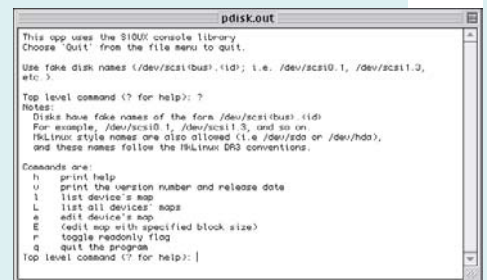 pdisk.out
This app uses the SIOUX console library
Choose 'Quit' from the file menu to quit.
Use fake disk names (/dev/scsi<bus>.<id>; i.e. /dev/scsi0.1, /dev/scsi1.3,
etc.).
Top level command (? for help): ?
Notes:
Disks have fake names of the form /dev/scsi<bus>.<id>
For example, /dev/scsi0.1, /dev/scsi1.3, and so on.
MkLinux style names are also allowed (i.e /dev/sda or /dev/hda),
and these names follow the MkLinux DR3 conventions.
Commands are:
h print help
v print the version number and release date
l list device's map
L list all devices' maps
e edit device's map
E (edit map with specified block size)
r toggle readonly flag
q quit the program
Top level command (? for help):